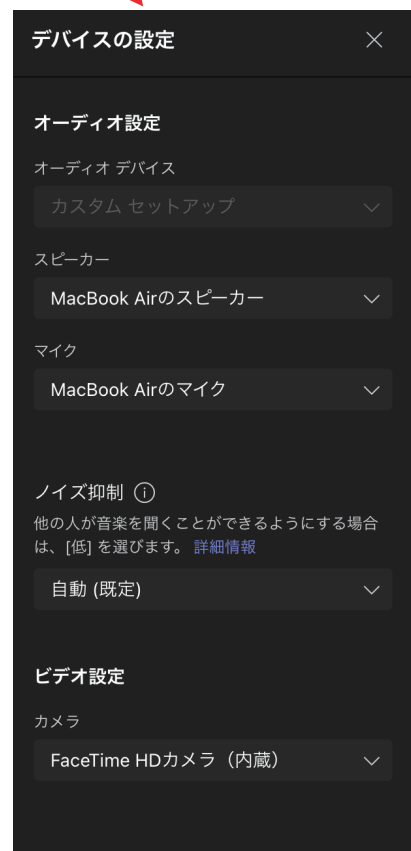 デバイスの設定
オーディオ設定
オーディオ デバイス
カスタム セットアップ
スピーカー
MacBook Airのスピーカー
マイク
MacBook Airのマイク
ノイズ抑制
他の人が音楽を聞くことができるようにする場合
は、[低] を選びます。 詳細情報
自動 (既定)
ビデオ設定
カメラ
FaceTime HDカメラ（内蔵）